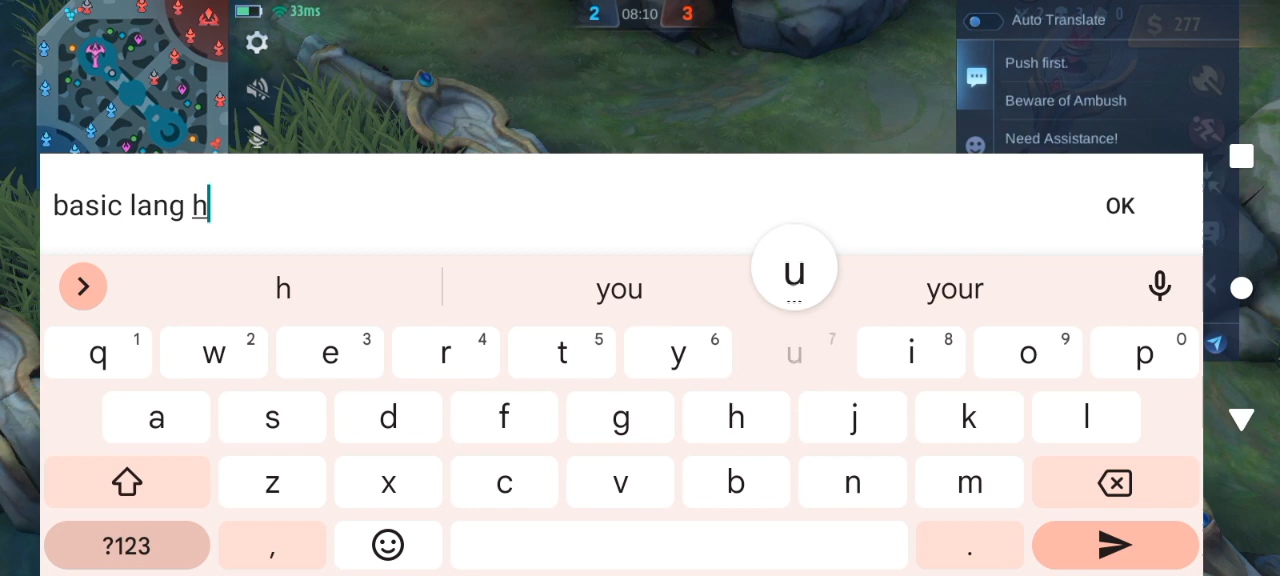 33ms
2 08:10 3
Auto Translate
$ 277
Push first.
Beware of Ambush
Need Assistance!
basic lang h
OK
h you u your
q 1 w 2 e 3 r 4 t 5 y 6 u 7 i 8 o 9 p 0
a s d f g h j k l
z x c v b n m
?123 , .